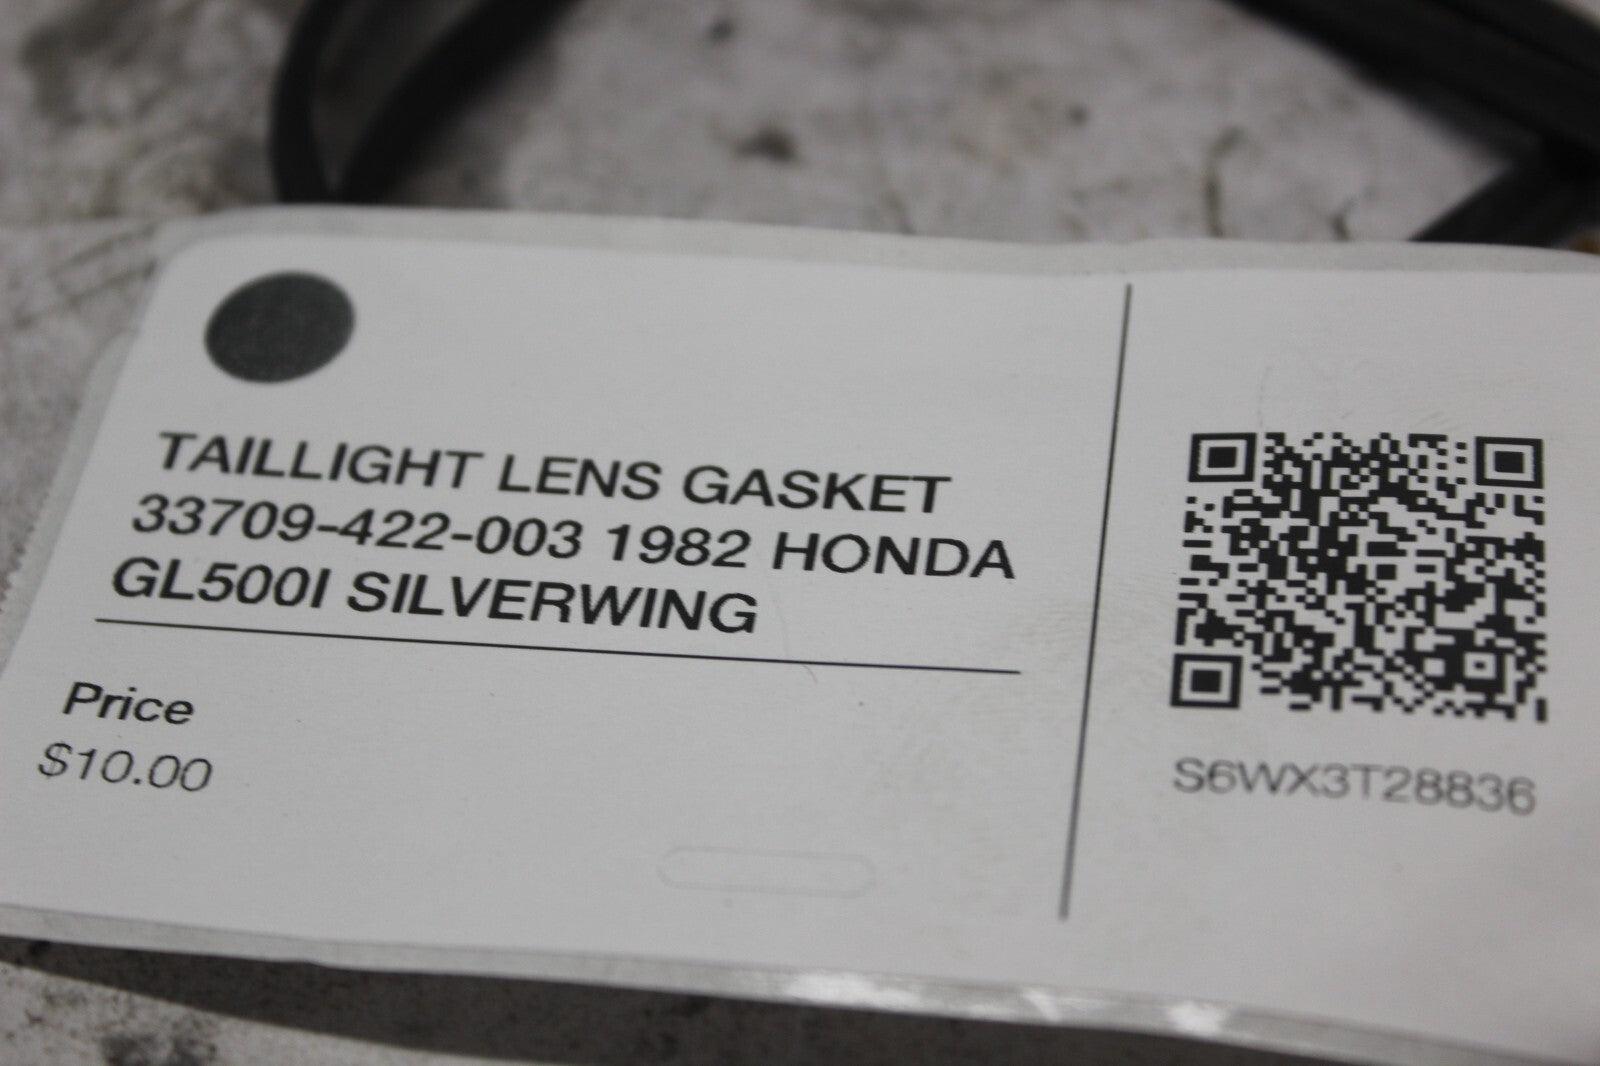 TAILLIGHT LENS GASKET
33709-422-003 1982 HONDA
GL500I SILVERWING
Price
$10.00
S6WX3T28836